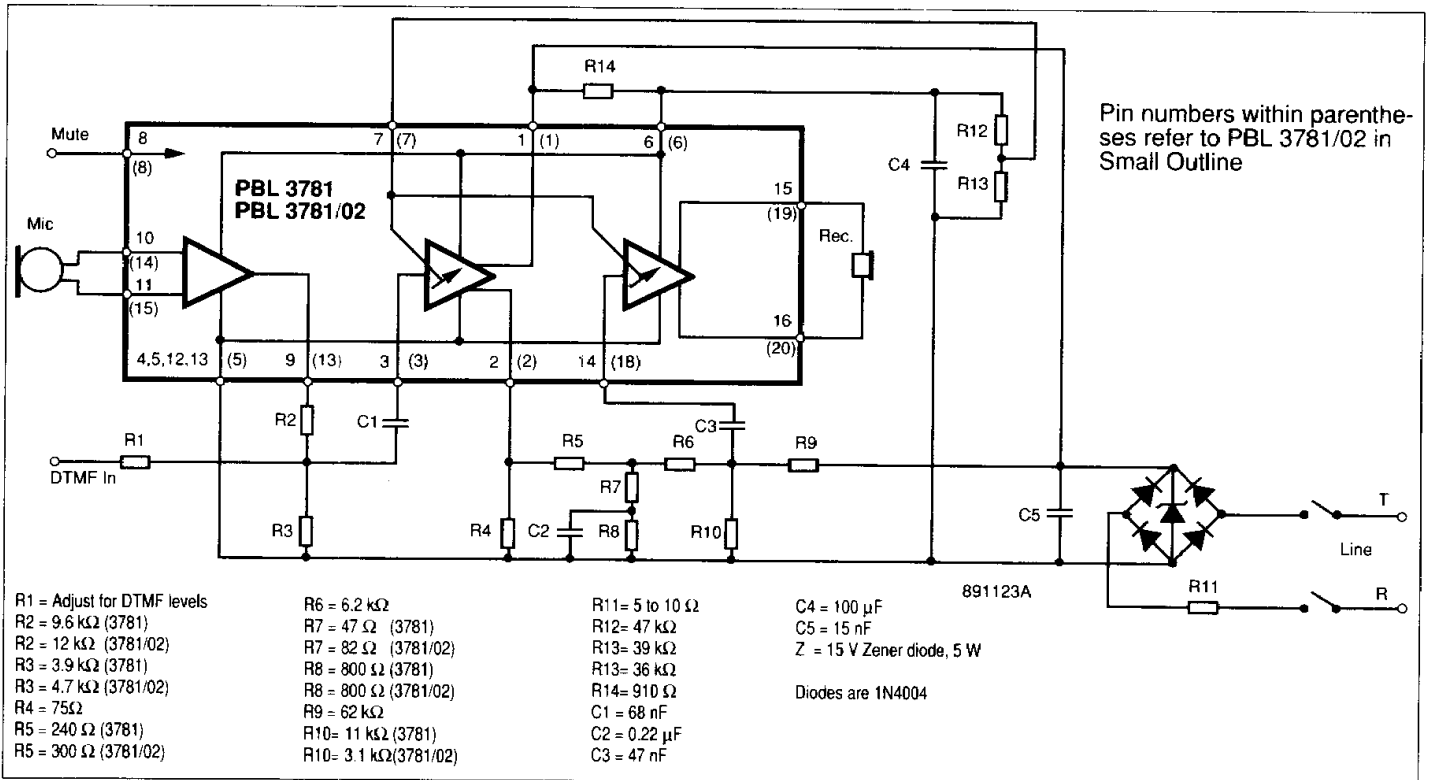 R14
Pin numbers within parenthe-
ses refer to PBL 3781/02 in
Small Outline
Mute
8
(8)
7 (7)
1 (1)
6 (6)
R12
C4
R13
PBL 3781
PBL 3781/02
15
(19)
Mic
10
(14)
11
(15)
Rec.
16
(20)
4,5,12,13 (5)
9 (13)
3 (3)
2 (2)
14 (18)
R2
C1
C3
R1
DTMF In
R5
R6
R9
R7
R3
R4
C2
R8
R10
C5
T
Line
R
R11
891123A
R1 = Adjust for DTMF levels
R2 = 9.6 kΩ (3781)
R2 = 12 kΩ (3781/02)
R3 = 3.9 kΩ (3781)
R3 = 4.7 kΩ (3781/02)
R4 = 75Ω
R5 = 240 Ω (3781)
R5 = 300 Ω (3781/02)
R6 = 6.2 kΩ
R7 = 47 Ω (3781)
R7 = 82 Ω (3781/02)
R8 = 800 Ω (3781)
R8 = 800 Ω (3781/02)
R9 = 62 kΩ
R10= 11 kΩ (3781)
R10= 3.1 kΩ(3781/02)
R11= 5 to 10 Ω
R12= 47 kΩ
R13= 39 kΩ
R13= 36 kΩ
R14= 910 Ω
C1 = 68 nF
C2 = 0.22 μF
C3 = 47 nF
C4 = 100 μF
C5 = 15 nF
Z = 15 V Zener diode, 5 W
Diodes are 1N4004